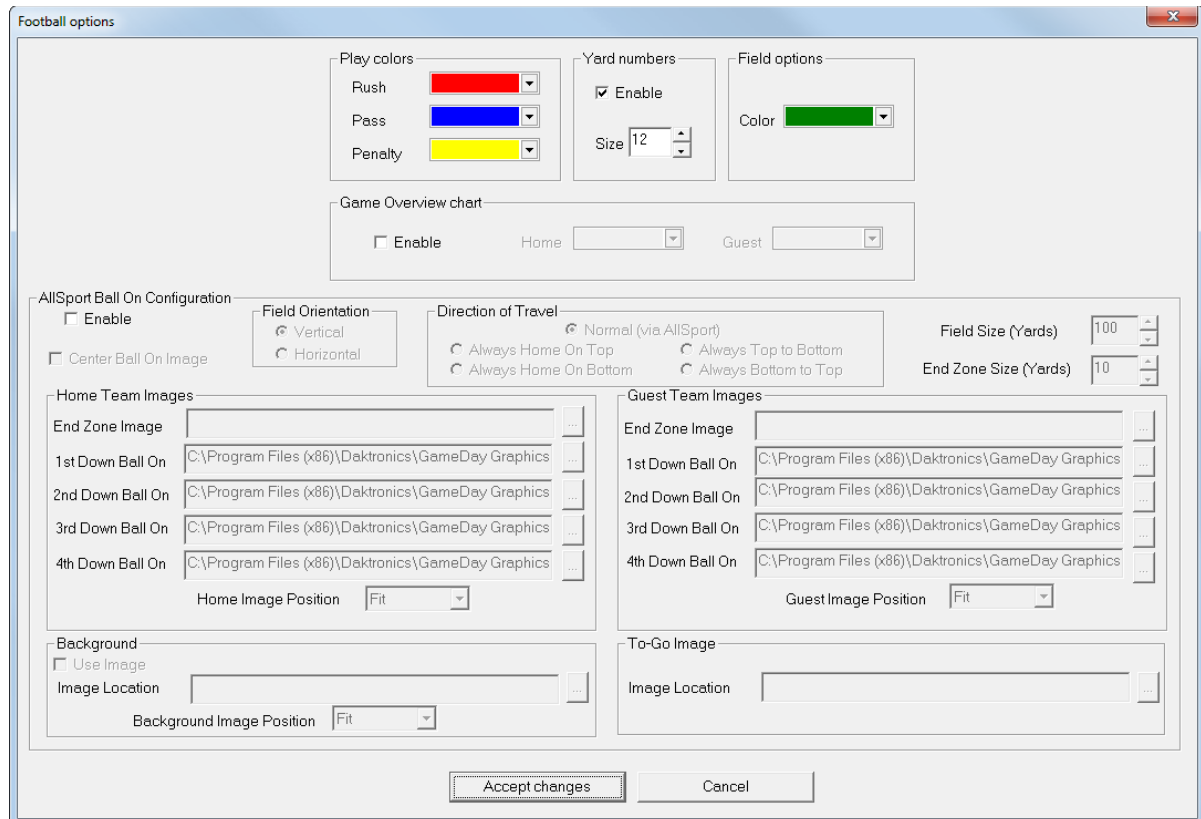 Football options
Play colors
Rush
Pass
Penalty
Yard numbers
Enable
Size 12
Field options
Color
Game Overview chart
Enable Home Guest
AllSport Ball On Configuration
Enable
Center Ball On Image
Field Orientation
Vertical
Horizontal
Direction of Travel
Normal (via AllSport)
Always Home On Top Always Top to Bottom
Always Home On Bottom Always Bottom to Top
Field Size (Yards) 100
End Zone Size (Yards) 10
Home Team Images
End Zone Image ...
1st Down Ball On C:\Program Files (x86)\Daktronics\GameDay Graphics ...
2nd Down Ball On C:\Program Files (x86)\Daktronics\GameDay Graphics ...
3rd Down Ball On C:\Program Files (x86)\Daktronics\GameDay Graphics ...
4th Down Ball On C:\Program Files (x86)\Daktronics\GameDay Graphics ...
Home Image Position Fit
Guest Team Images
End Zone Image ...
1st Down Ball On C:\Program Files (x86)\Daktronics\GameDay Graphics ...
2nd Down Ball On C:\Program Files (x86)\Daktronics\GameDay Graphics ...
3rd Down Ball On C:\Program Files (x86)\Daktronics\GameDay Graphics ...
4th Down Ball On C:\Program Files (x86)\Daktronics\GameDay Graphics ...
Guest Image Position Fit
Background
Use Image
Image Location ...
Background Image Position Fit
To-Go Image
Image Location ...
Accept changes Cancel